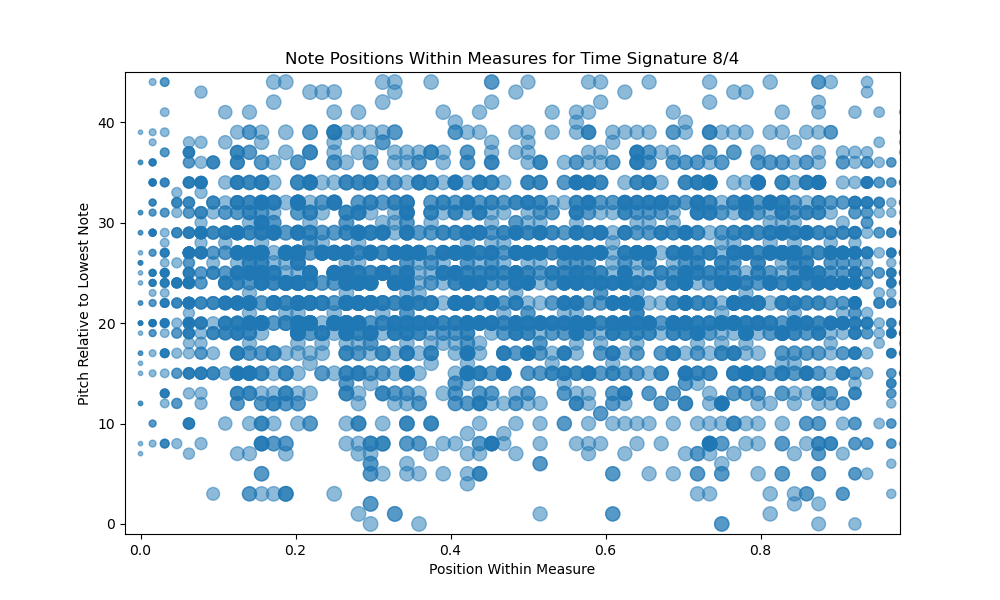 Note Positions Within Measures for Time Signature 8/4
Pitch Relative to Lowest Note
40
30
20
10
0
0.0 0.2 0.4 0.6 0.8
Position Within Measure